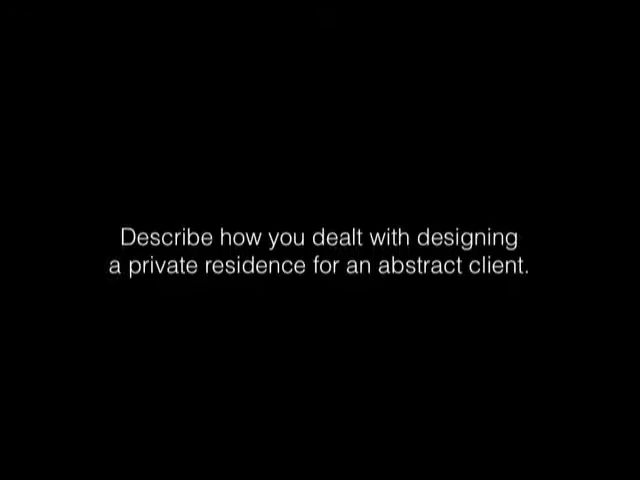 Describe how you dealt with designing
a private residence for an abstract client.